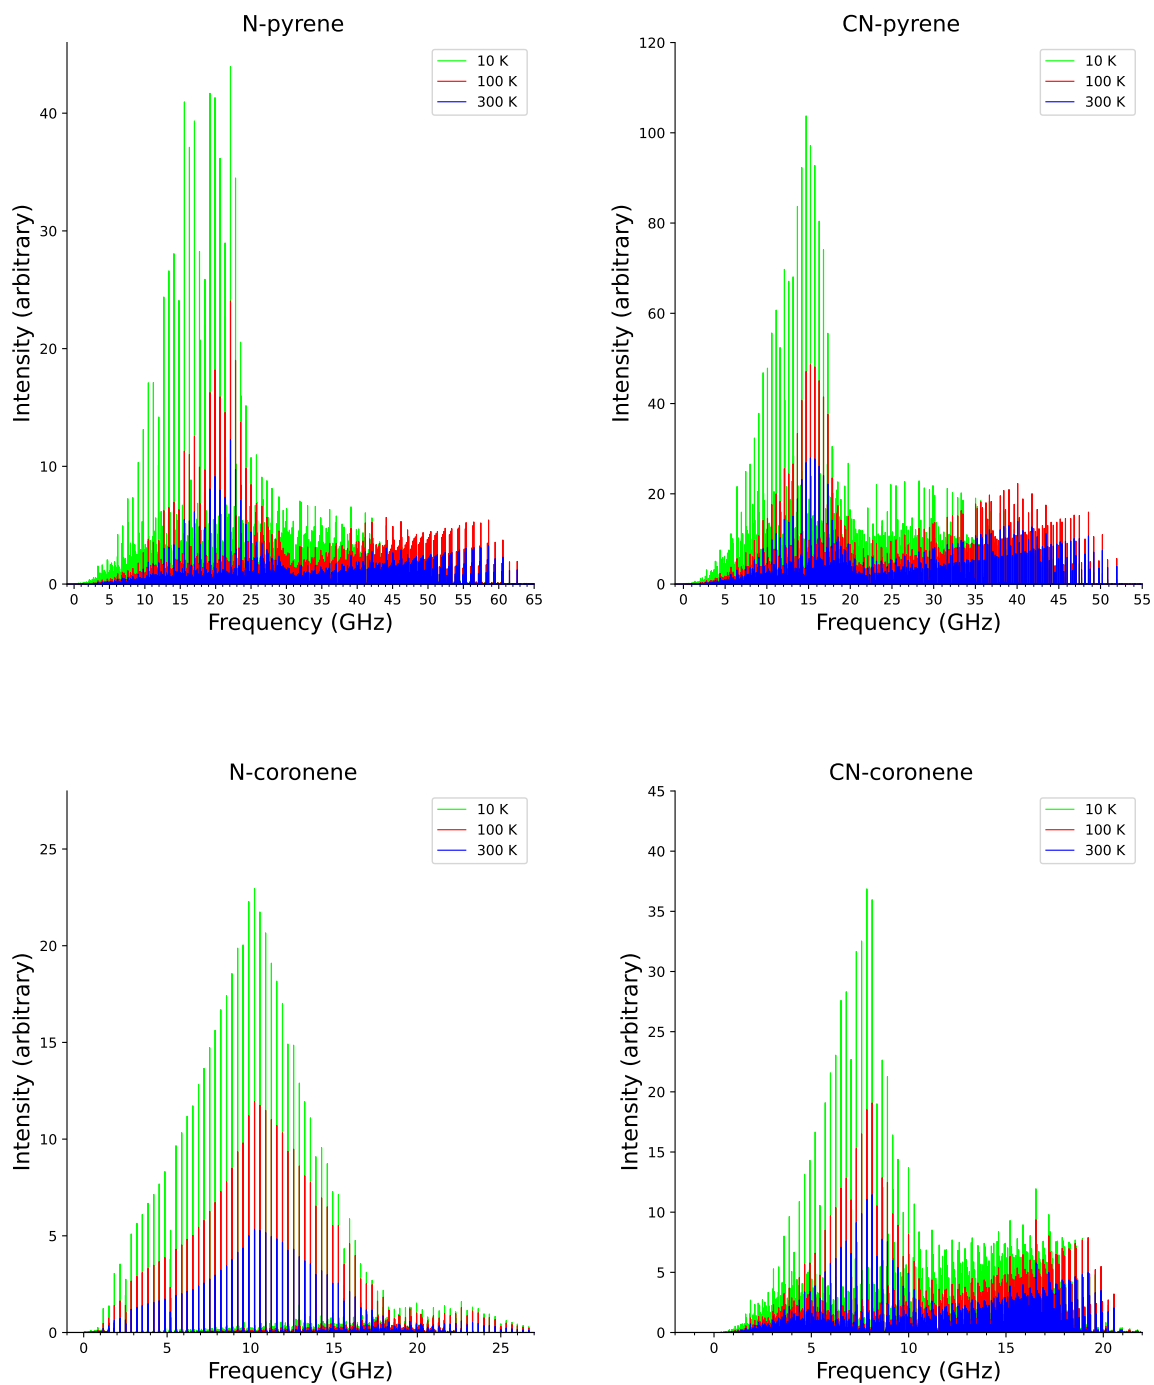 N-pyrene
10 K
100 K
300 K
Intensity (arbitrary)
40
30
20
10
0
0 5 10 15 20 25 30 35 40 45 50 55 60 65
Frequency (GHz)
CN-pyrene
10 K
100 K
300 K
Intensity (arbitrary)
120
100
80
60
40
20
0
0 5 10 15 20 25 30 35 40 45 50 55
Frequency (GHz)
N-coronene
10 K
100 K
300 K
Intensity (arbitrary)
25
20
15
10
5
0
0 5 10 15 20 25
Frequency (GHz)
CN-coronene
10 K
100 K
300 K
Intensity (arbitrary)
45
40
35
30
25
20
15
10
5
0
0 5 10 15 20
Frequency (GHz)